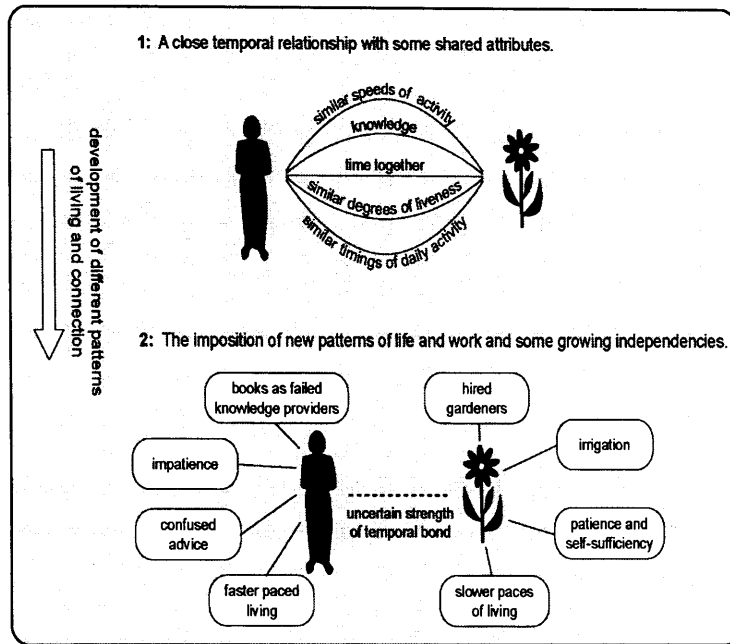 1: A close temporal relationship with some shared attributes.
similar speeds of activity
knowledge
time together
similar degrees of liveness
similar timings of daily activity
development of different patterns
of living and connection
2: The imposition of new patterns of life and work and some growing independencies.
books as failed
knowledge providers
hired
gardeners
impatience
irrigation
confused
advice
uncertain strength
of temporal bond
patience and
self-sufficiency
faster paced
living
slower paces
of living